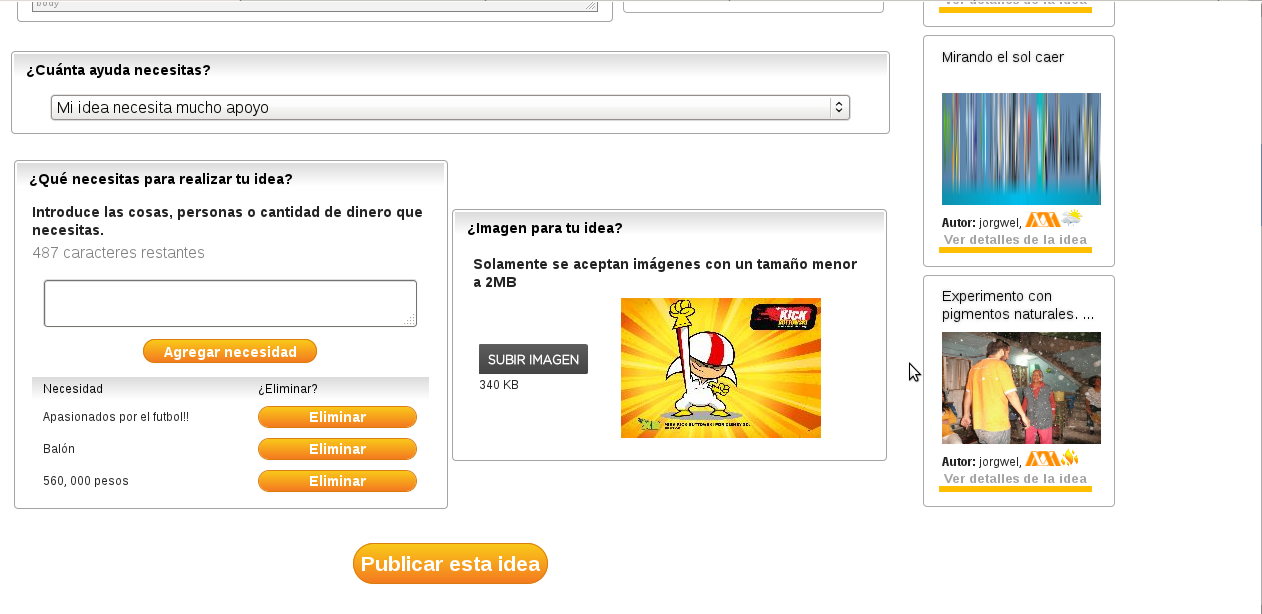 body
¿Cuánta ayuda necesitas?
Mi idea necesita mucho apoyo
¿Qué necesitas para realizar tu idea?
Introduce las cosas, personas o cantidad de dinero que
necesitas.
487 caracteres restantes
Agregar necesidad
Necesidad ¿Eliminar?
Apasionados por el futbol!! Eliminar
Balón Eliminar
560, 000 pesos Eliminar
¿Imagen para tu idea?
Solamente se aceptan imágenes con un tamaño menor
a 2MB
SUBIR IMAGEN
340 KB
KICK
BUTTOWSKI
Publicar esta idea
Ver detalles de la idea
Mirando el sol caer
Autor: jorgwel,
Ver detalles de la idea
Experimento con
pigmentos naturales. ...
Autor: jorgwel,
Ver detalles de la idea